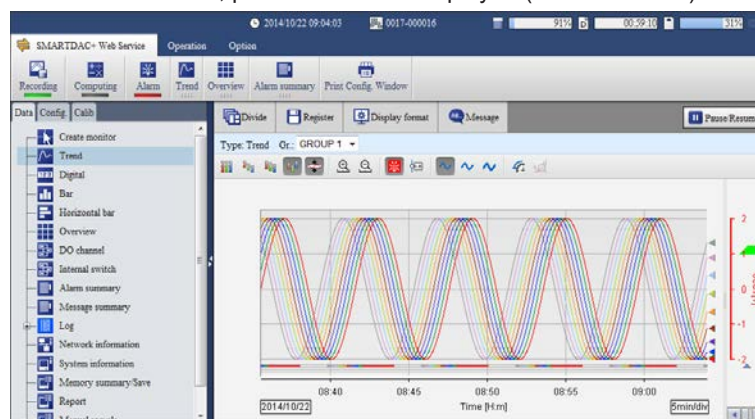 2014/10/22 09:04:03 0017-000016 91% D 00:59:10 31%
SMARTDAC+ Web Service Operation Option
Recording Computing Alarm Trend Overview Alarm summary Print Config. Window
Data Config. Calib
Divide Register Display format Message Pause/Resum
Type: Trend Gr.: GROUP 1
Create monitor
Trend
Digital
Bar
Horizontal bar
Overview
DO channel
Internal switch
Alarm summary
Message summary
Log
Network information
System information
Memory summary/Save
Report
2
1
0
-1
-2
08:40 08:45 08:50 08:55 09:00
2014/10/22 Time [H:m] 5min/div